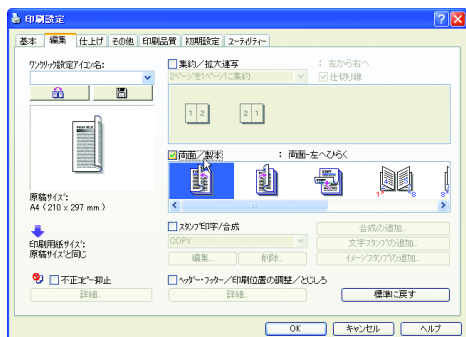 印刷設定
基本 編集 仕上げ その他 印刷品質 初期設定 ユーティリティー
ワンクリック設定アイコン名:
原稿サイズ:
A4 ( 210 x 297 mm )
印刷用紙サイズ:
原稿サイズと同じ
不正コピー抑止
詳細...
集約/拡大連写 : 左から右へ
2ページを1ページに集約 仕切り線
1 2 2 1
両面/製本 : 両面-左へひらく
1* *8
スタンプ印字/合成
COPY
編集... 削除...
合成の追加...
文字スタンプの追加...
イメージスタンプの追加...
ヘッダー・フッター/印刷位置の調整/とじしろ
詳細... 標準に戻す
OK キャンセル ヘルプ